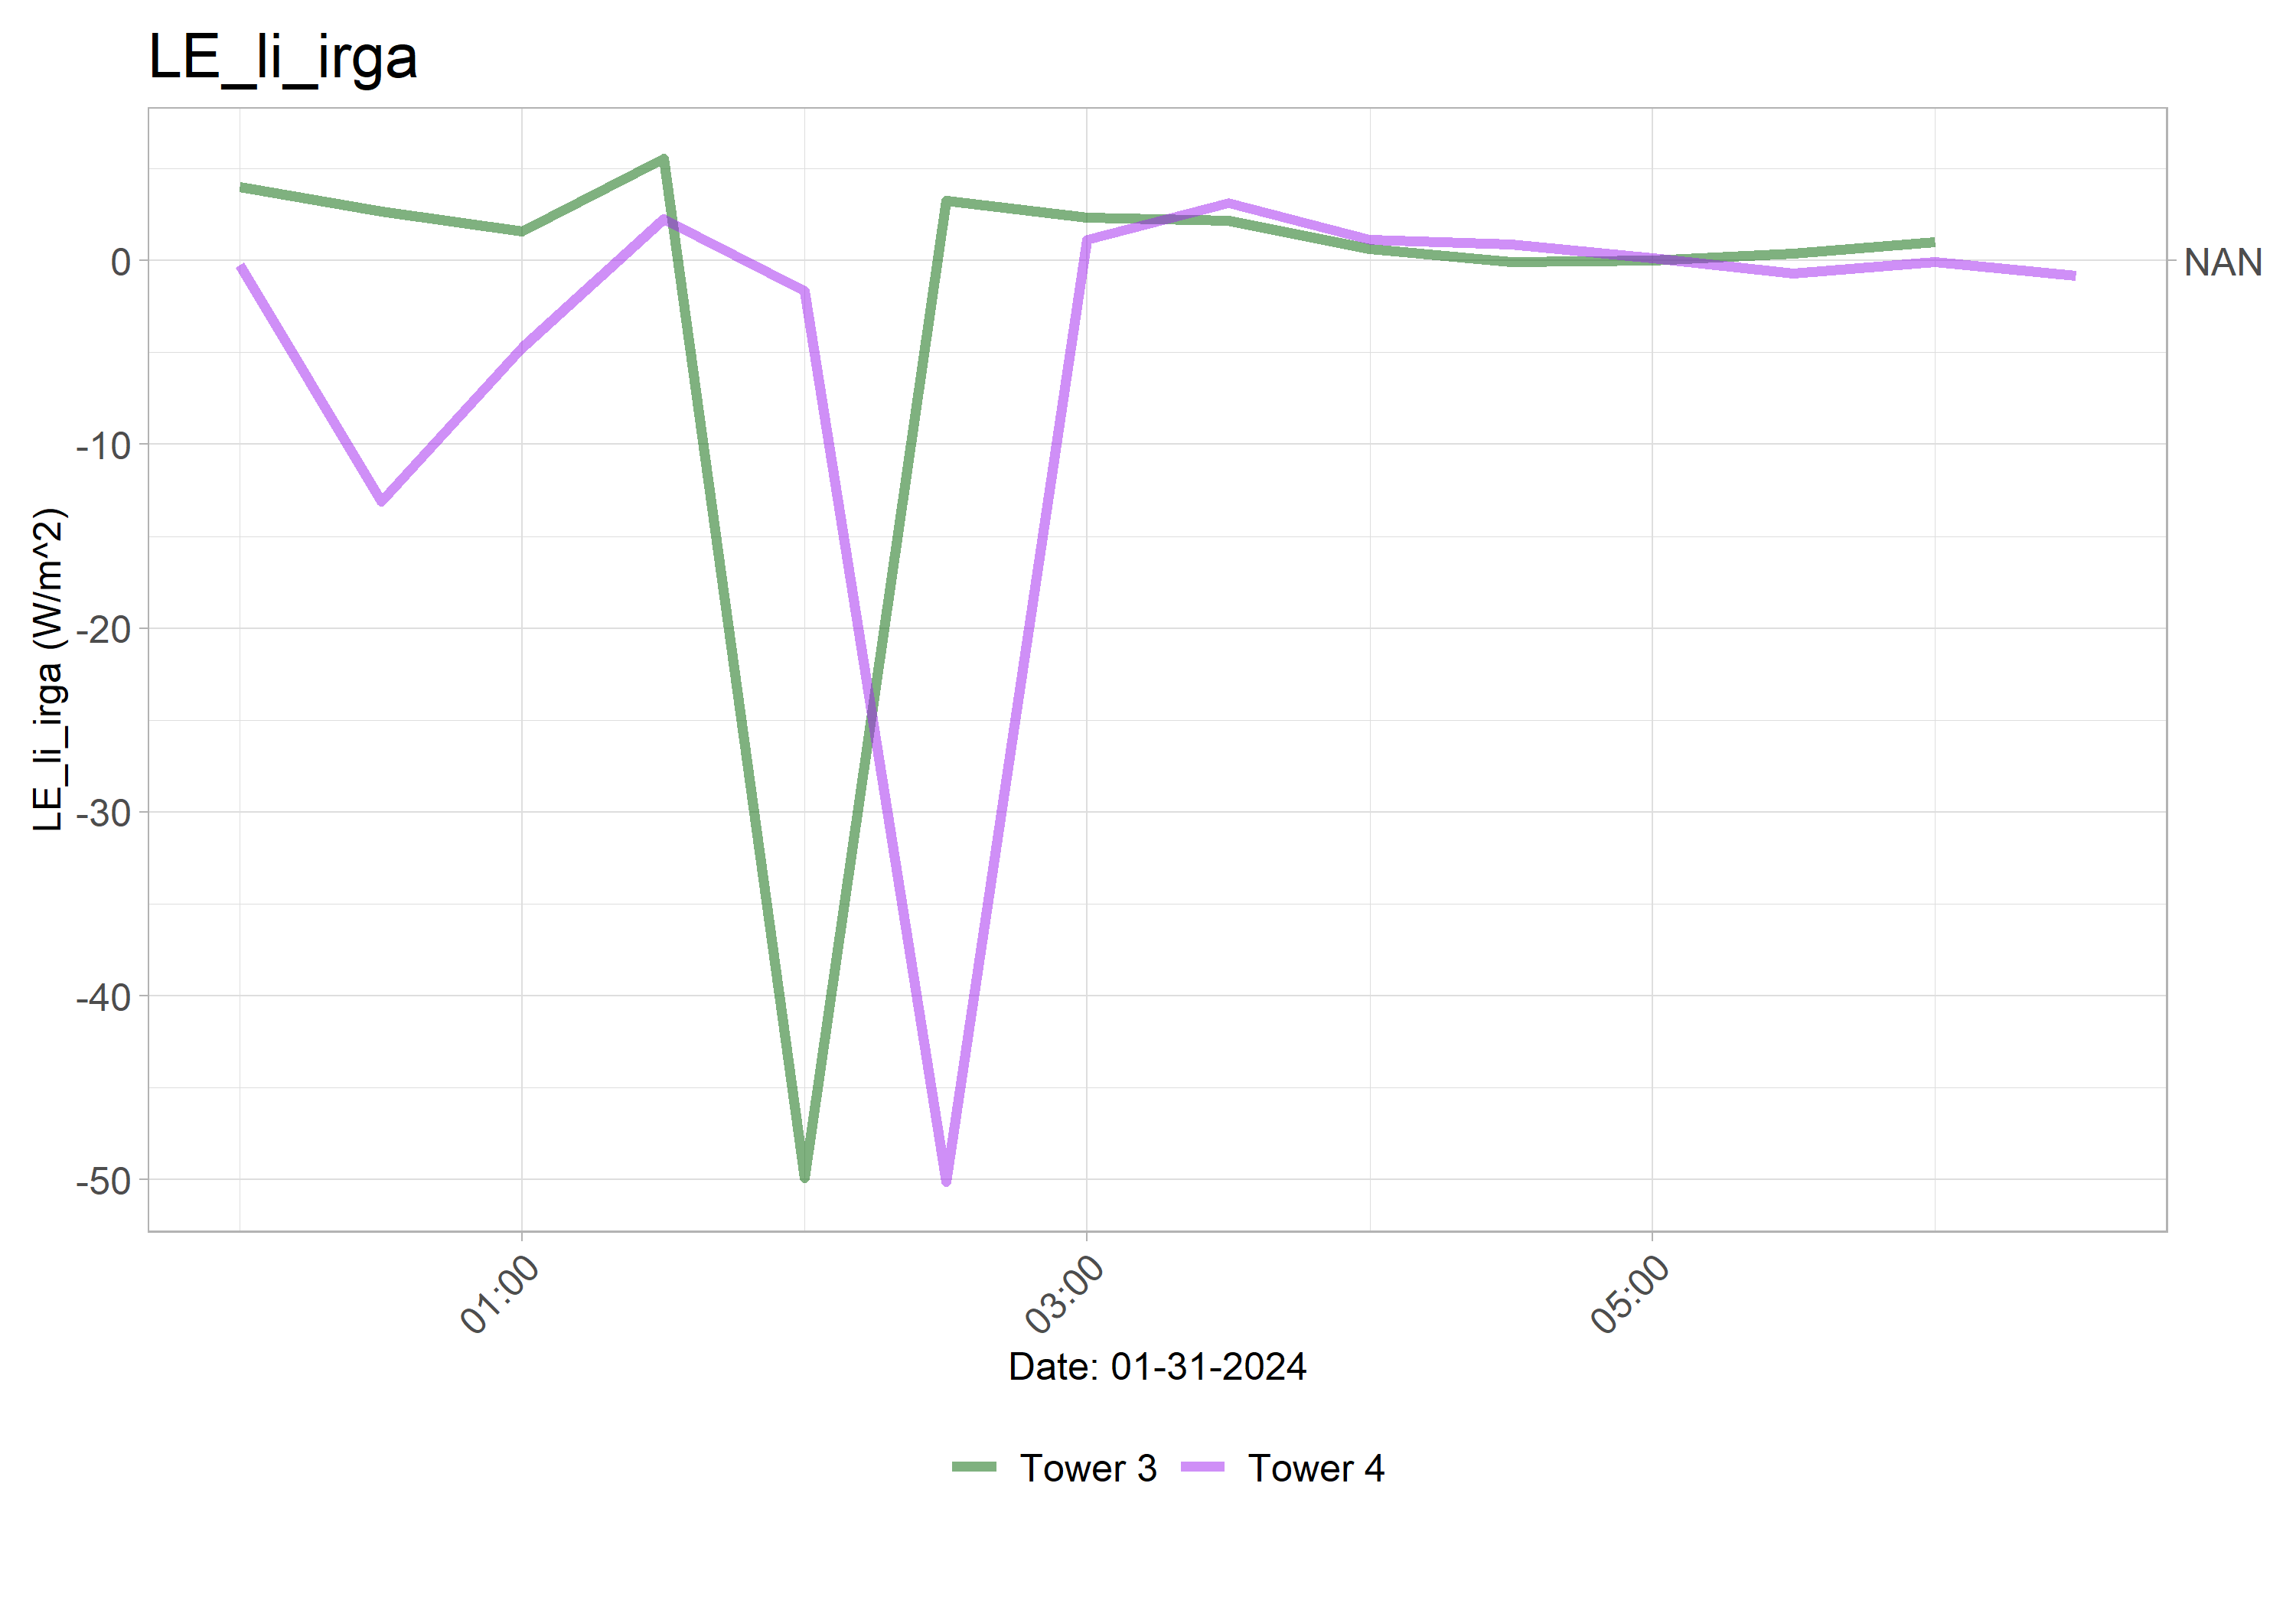 LE_li_irga
LE_li_irga (W/m^2)
0
-10
-20
-30
-40
-50
NAN
01:00
03:00
05:00
Date: 01-31-2024
Tower 3
Tower 4